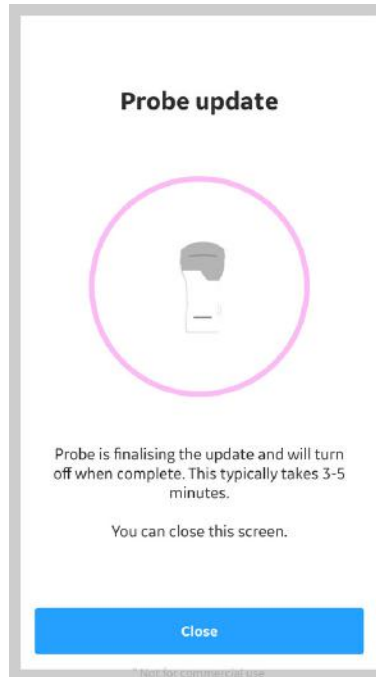 Probe update
Probe is finalising the update and will turn
off when complete. This typically takes 3-5
minutes.
You can close this screen.
Close
* Not for commercial use